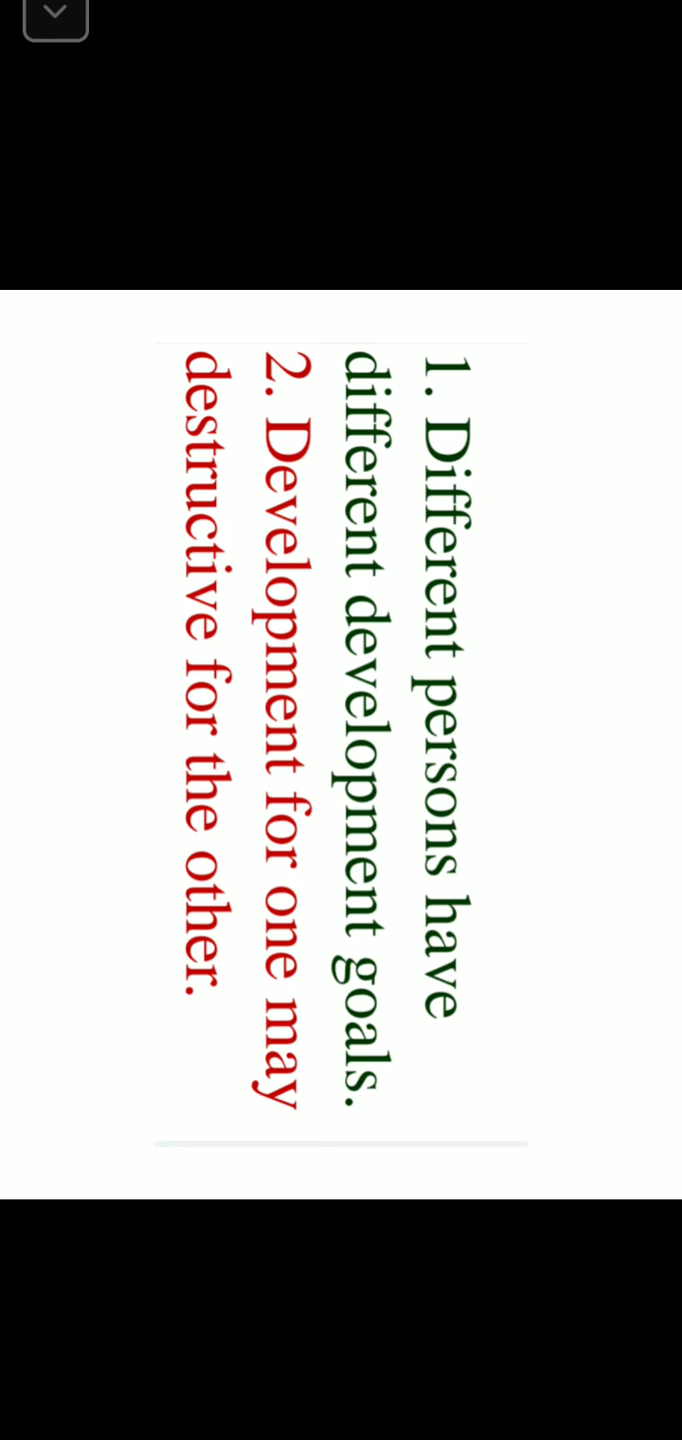 1. Different persons have
different development goals.
2. Development for one may
destructive for the other.